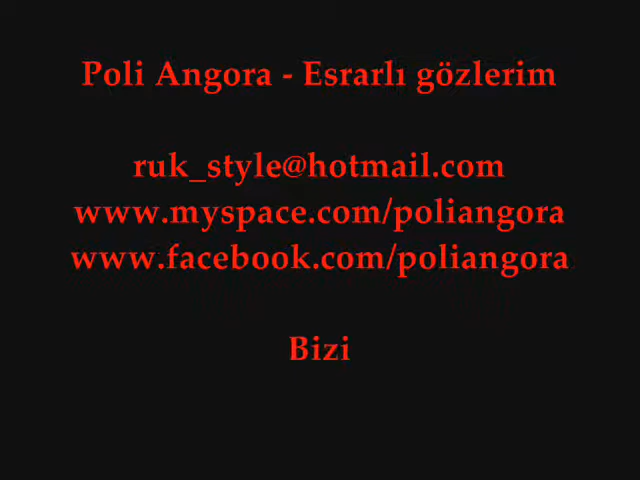 Poli Angora - Esrarlı gözlerim
ruk_style@hotmail.com
www.myspace.com/poliangora
www.facebook.com/poliangora
Bizi